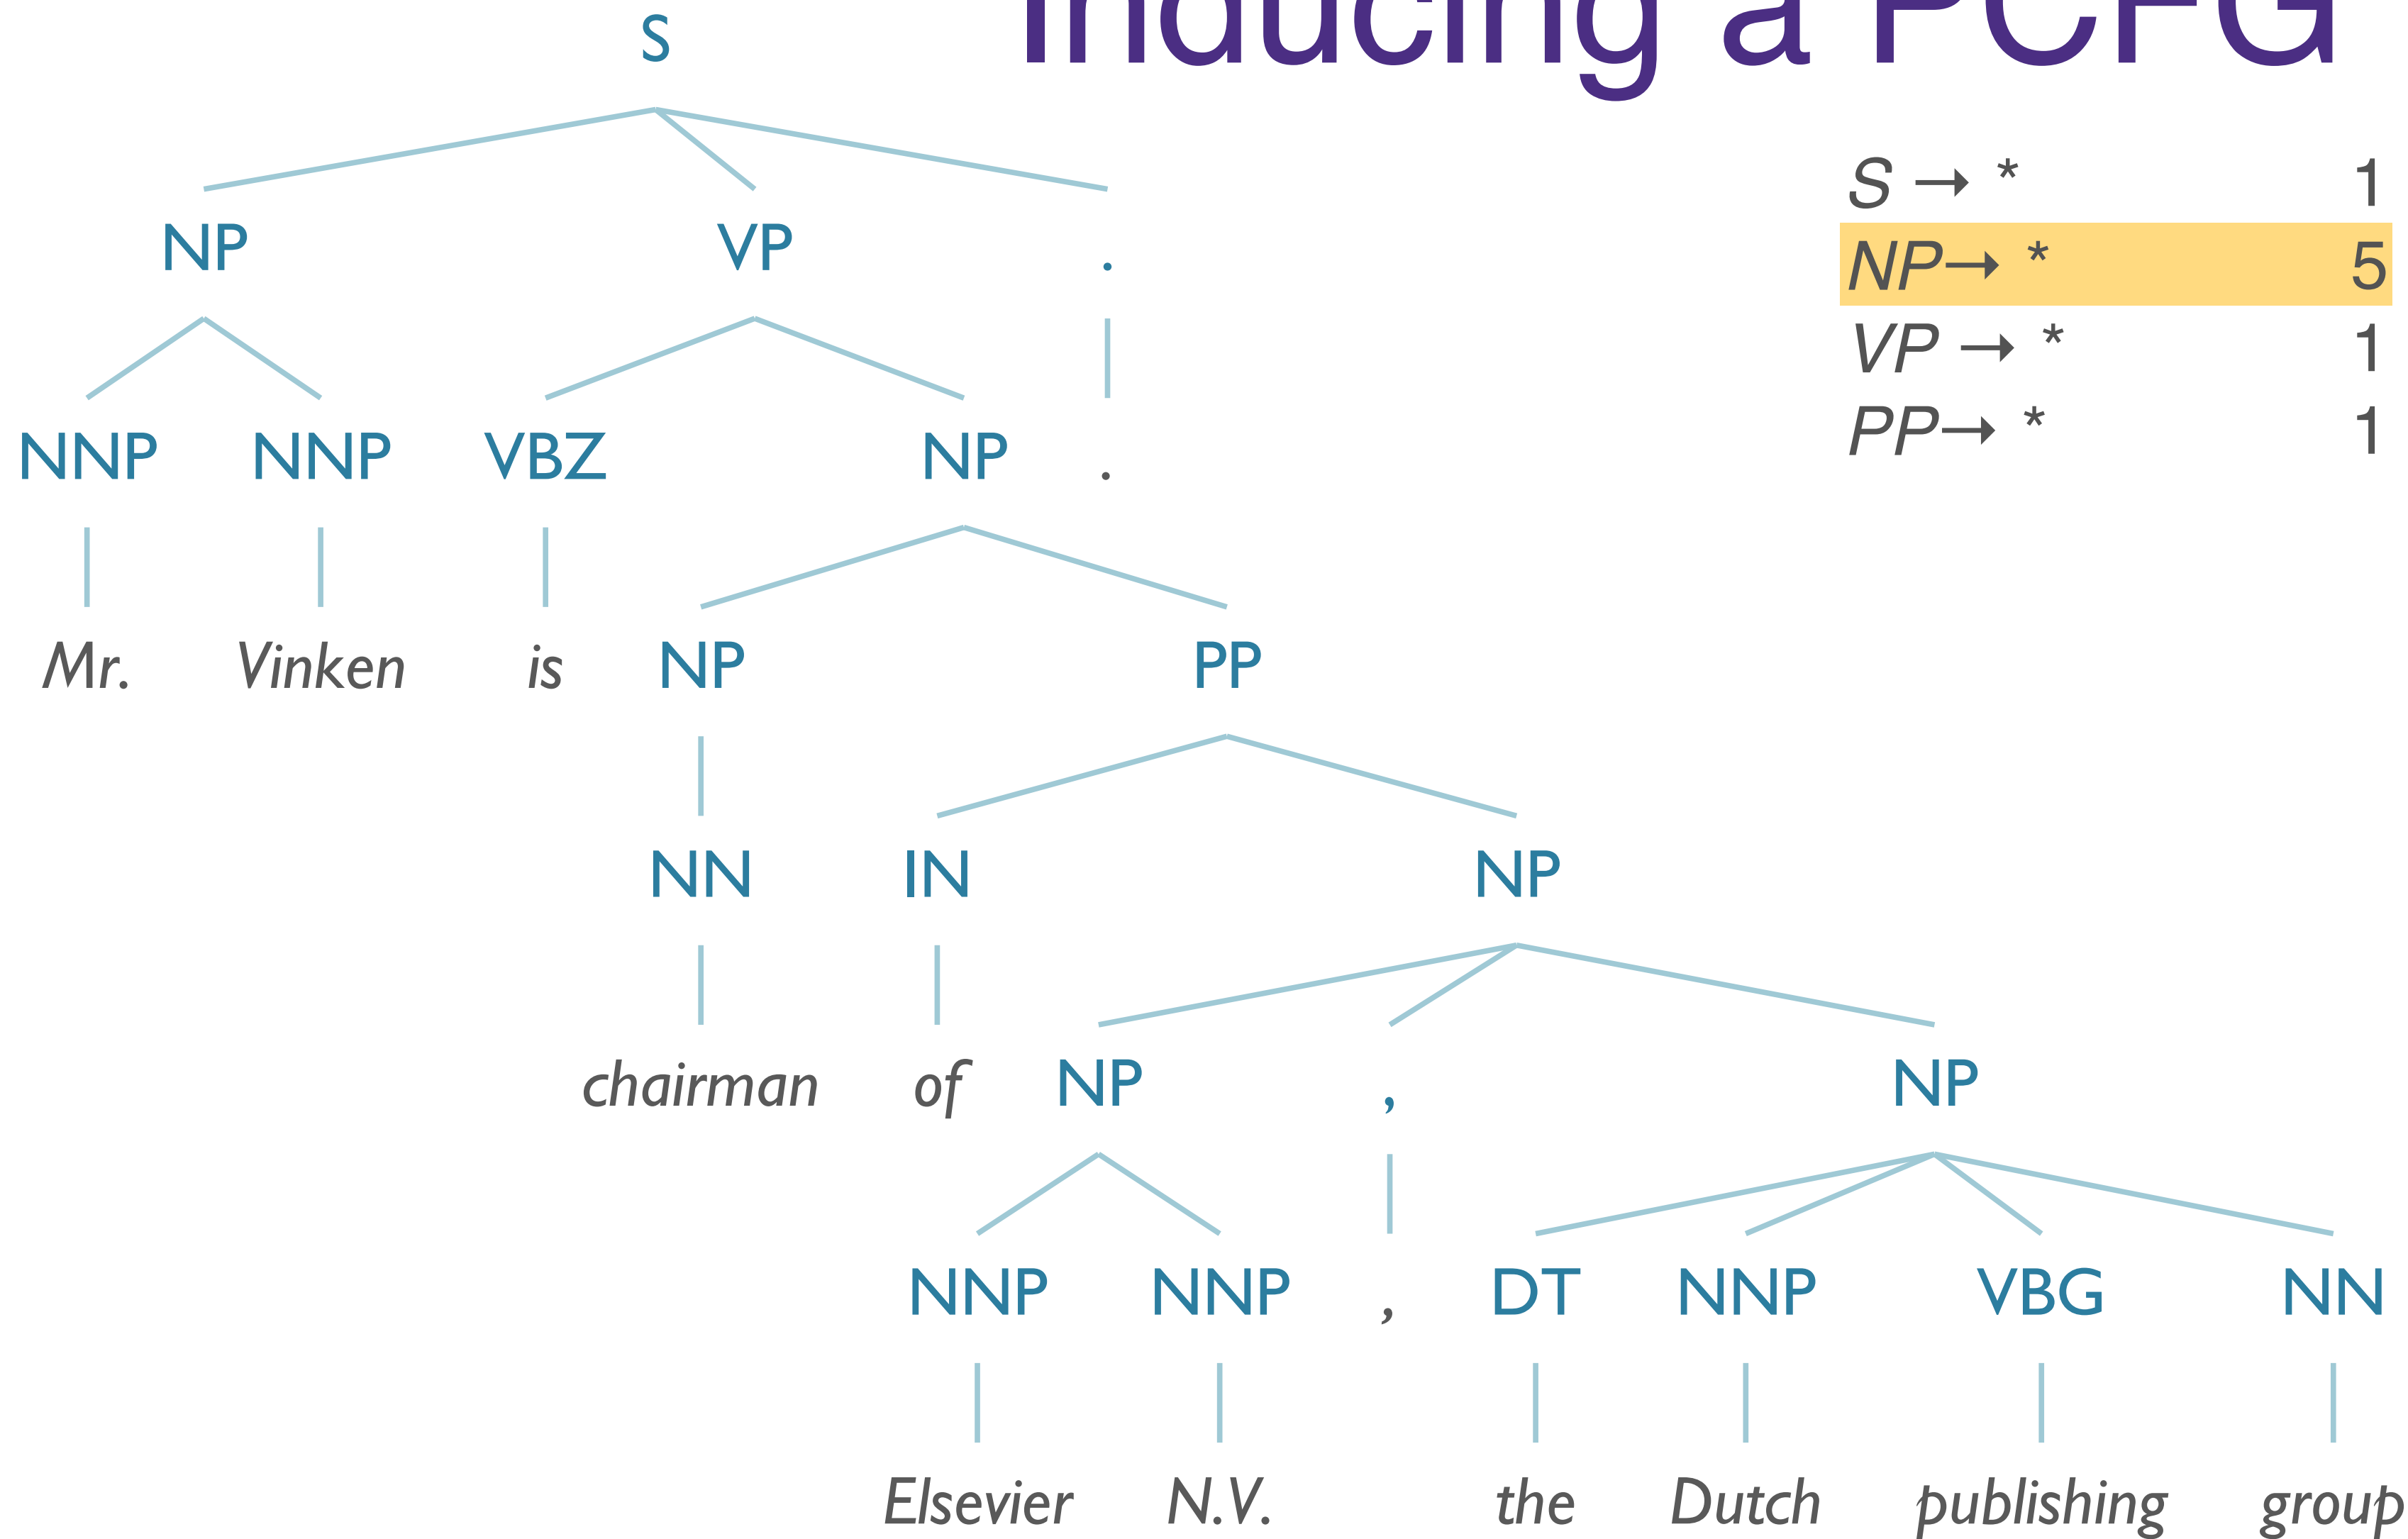 Inducing a PCFG
S
S → * 1
NP → * 5
VP → * 1
PP → * 1
NP VP .
NNP NNP VBZ NP .
Mr. Vinken is NP PP
NN IN NP
chairman of NP , NP
NNP NNP , DT NNP VBG NN
Elsevier N.V. the Dutch publishing group